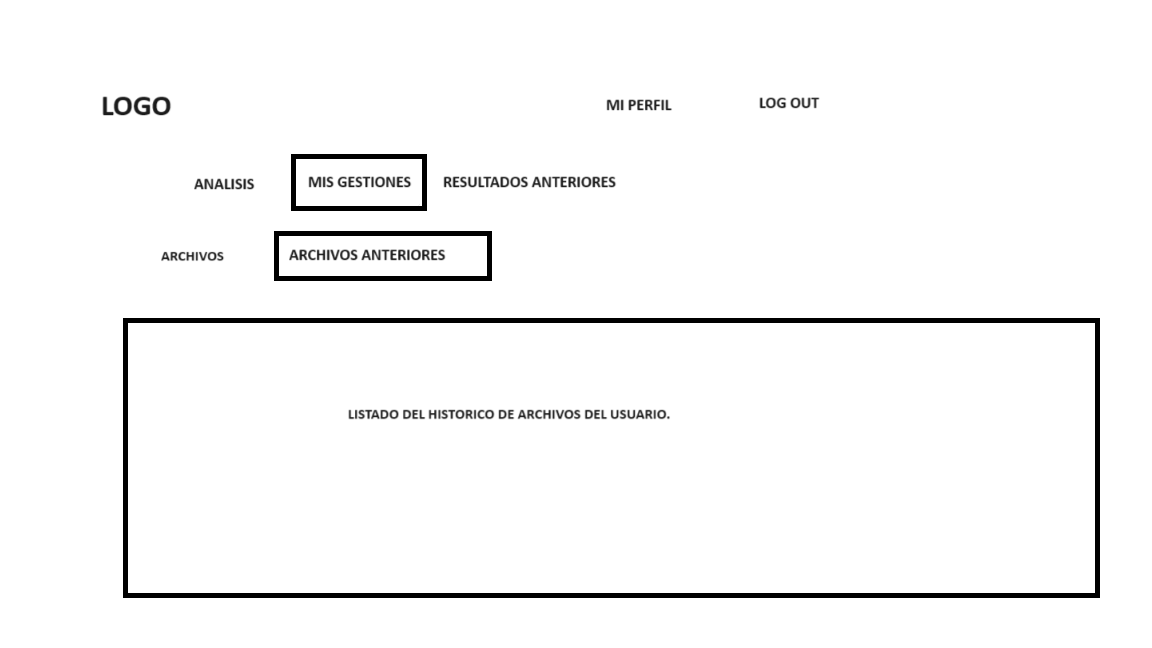 LOGO
MI PERFIL
LOG OUT
ANALISIS
MIS GESTIONES
RESULTADOS ANTERIORES
ARCHIVOS
ARCHIVOS ANTERIORES
LISTADO DEL HISTORICO DE ARCHIVOS DEL USUARIO.